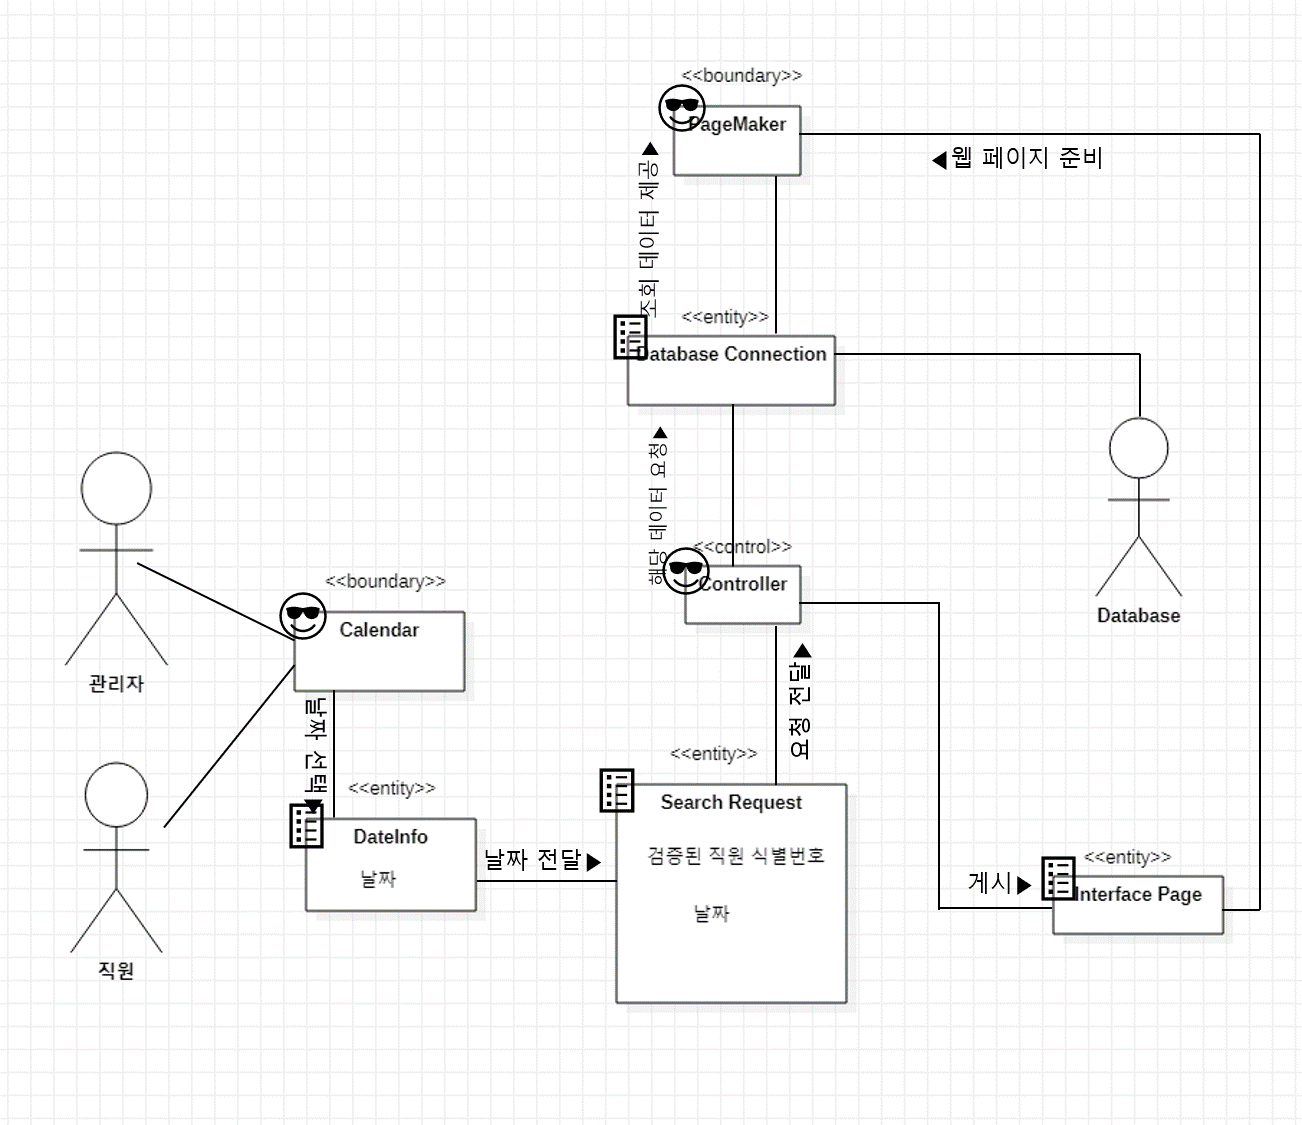 <<boundary>>
PageMaker
◀웹 페이지 준비
조회 데이터 제공▶
<<entity>>
Database Connection
해당 데이터 요청▶
<<control>>
Controller
Database
<<boundary>>
Calendar
관리자
날짜 선택▶
요청 전달▶
<<entity>>
DateInfo
날짜
날짜 전달▶
<<entity>>
Search Request
검증된 직원 식별번호
날짜
게시▶
<<entity>>
Interface Page
직원